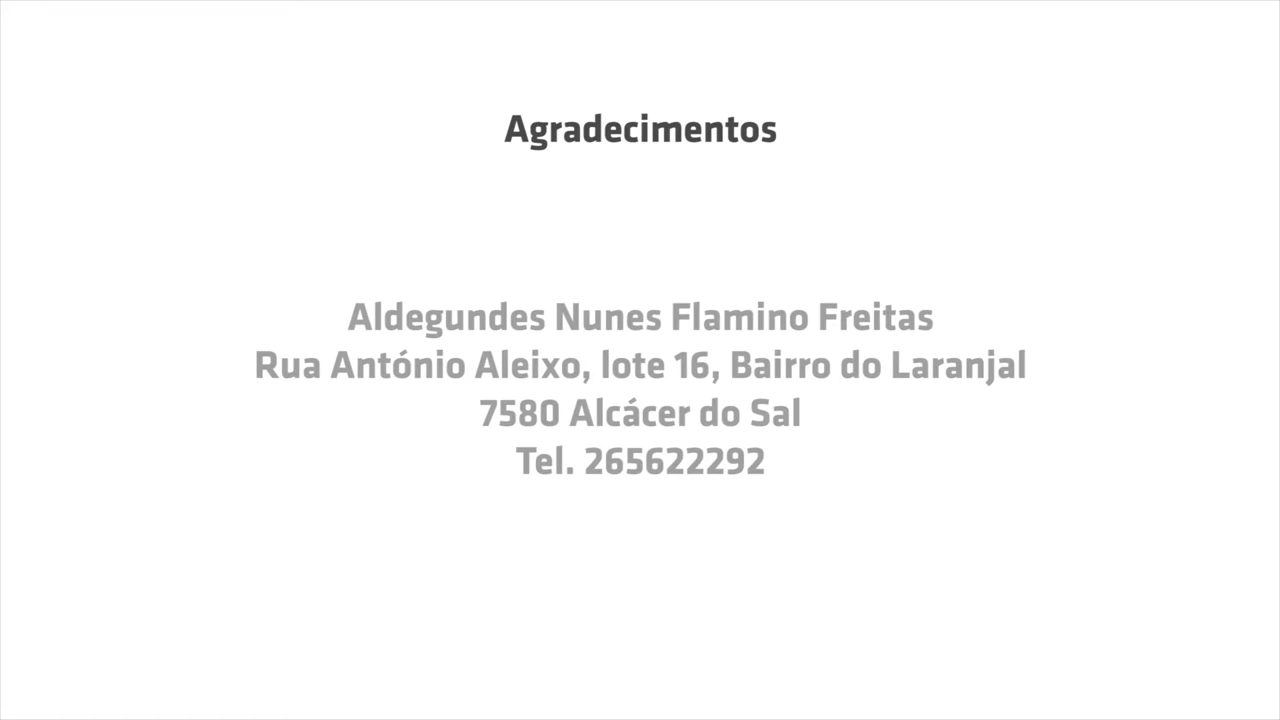 Agradecimentos
Aldegundes Nunes Flamino Freitas
Rua António Aleixo, lote 16, Bairro do Laranjal
7580 Alcácer do Sal
Tel. 265622292